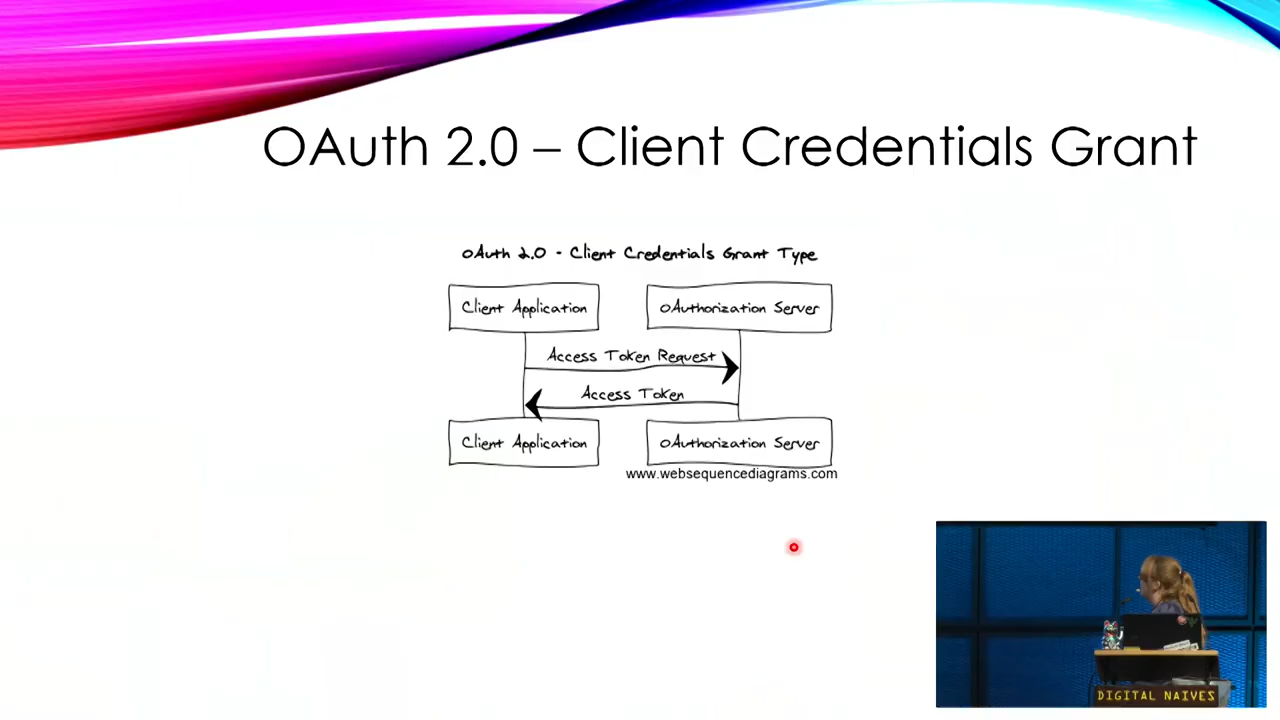 OAuth 2.0 – Client Credentials Grant
OAuth 2.0 - Client Credentials Grant Type
Client Application
OAuthorization Server
Access Token Request
Access Token
Client Application
OAuthorization Server
www.websequencediagrams.com
DIGITAL NAIVES